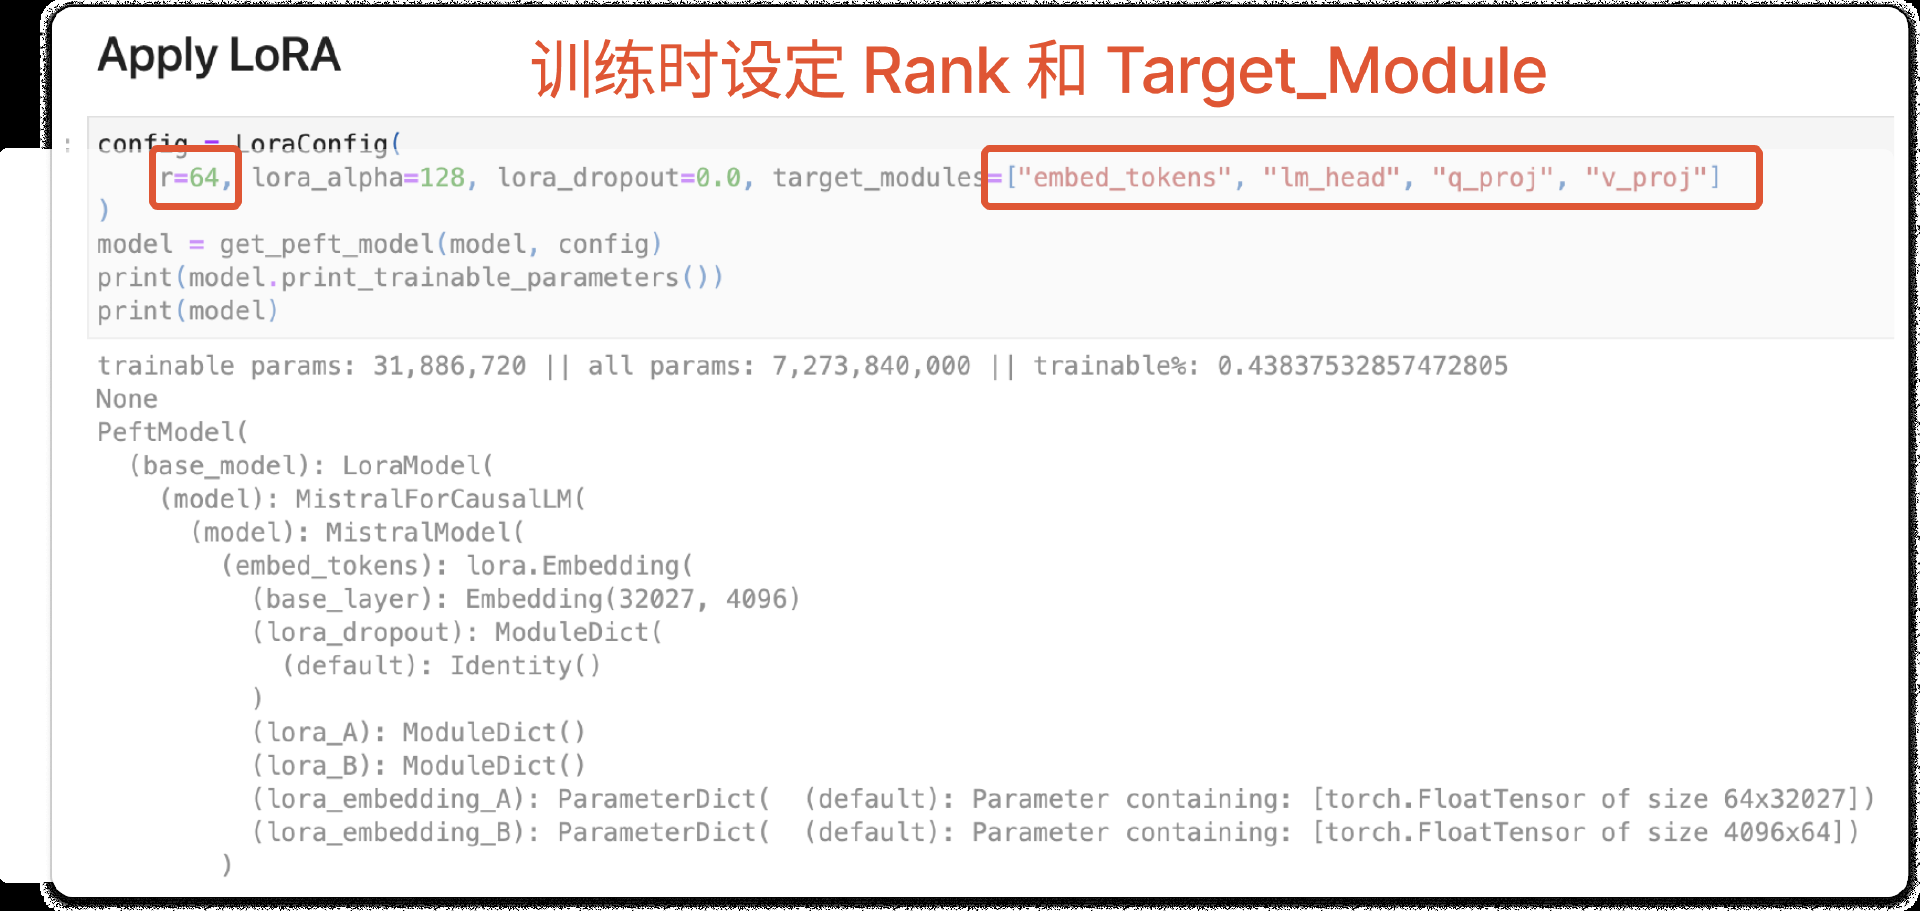 Apply LoRA
训练时设定 Rank 和 Target_Module
: config = LoraConfig(
r=64, lora_alpha=128, lora_dropout=0.0, target_modules=["embed_tokens", "lm_head", "q_proj", "v_proj"]
)
model = get_peft_model(model, config)
print(model.print_trainable_parameters())
print(model)
trainable params: 31,886,720 || all params: 7,273,840,000 || trainable%: 0.43837532857472805
None
PeftModel(
(base_model): LoraModel(
(model): MistralForCausalLM(
(model): MistralModel(
(embed_tokens): lora.Embedding(
(base_layer): Embedding(32027, 4096)
(lora_dropout): ModuleDict(
(default): Identity()
)
(lora_A): ModuleDict()
(lora_B): ModuleDict()
(lora_embedding_A): ParameterDict(  (default): Parameter containing: [torch.FloatTensor of size 64x32027])
(lora_embedding_B): ParameterDict(  (default): Parameter containing: [torch.FloatTensor of size 4096x64])
)